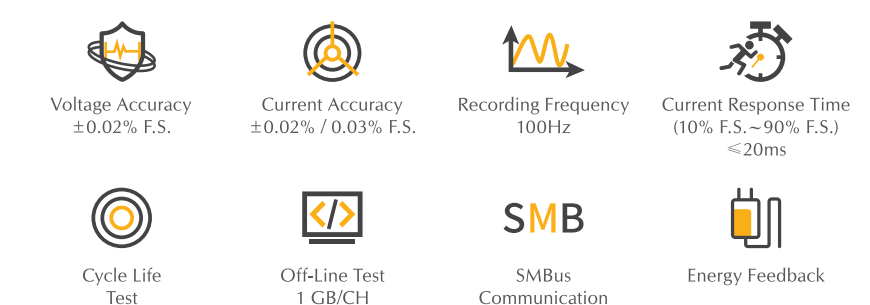 Voltage Accuracy
±0.02% F.S.
Current Accuracy
±0.02% / 0.03% F.S.
Recording Frequency
100Hz
Current Response Time
(10% F.S.~90% F.S.)
≤20ms
Cycle Life
Test
</>
Off-Line Test
1 GB/CH
SMB
SMBus
Communication
Energy Feedback